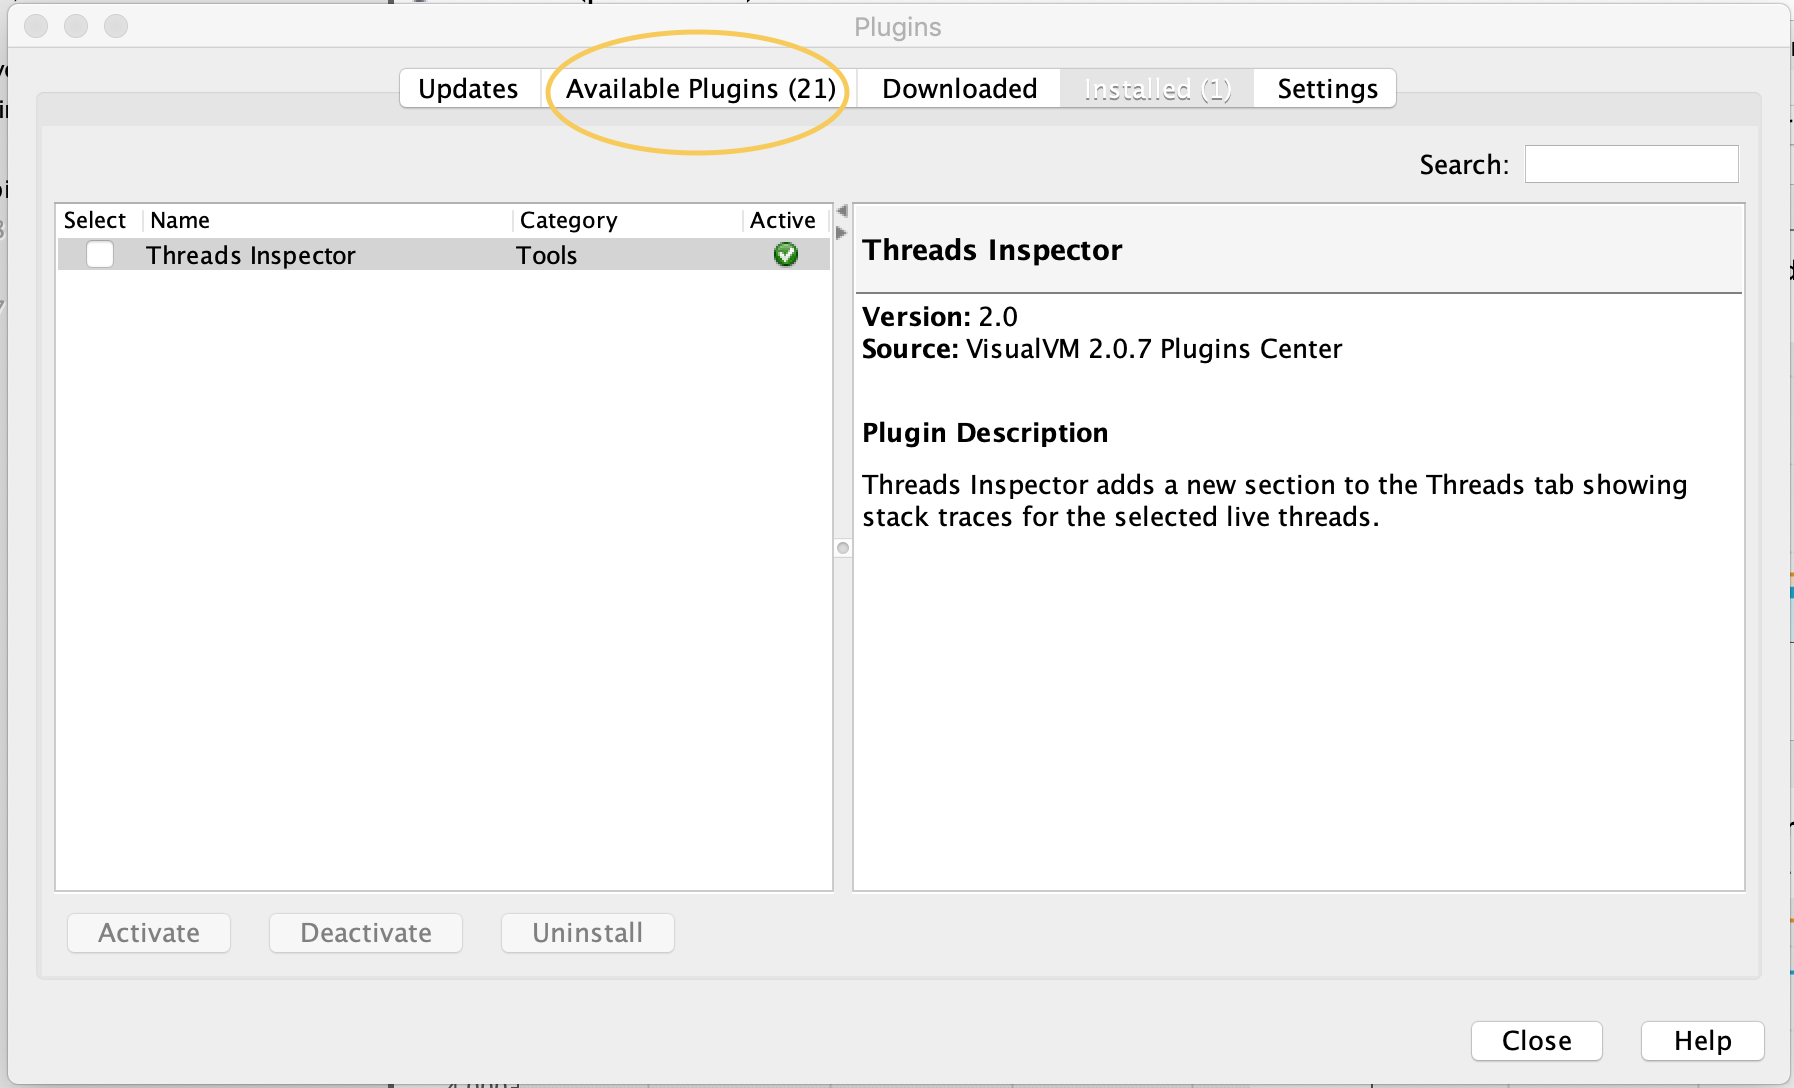 Plugins
Updates Available Plugins (21) Downloaded Installed (1) Settings
Search:
Select Name Category Active
Threads Inspector Tools
Threads Inspector
Version: 2.0
Source: VisualVM 2.0.7 Plugins Center
Plugin Description
Threads Inspector adds a new section to the Threads tab showing
stack traces for the selected live threads.
Activate Deactivate Uninstall
Close Help